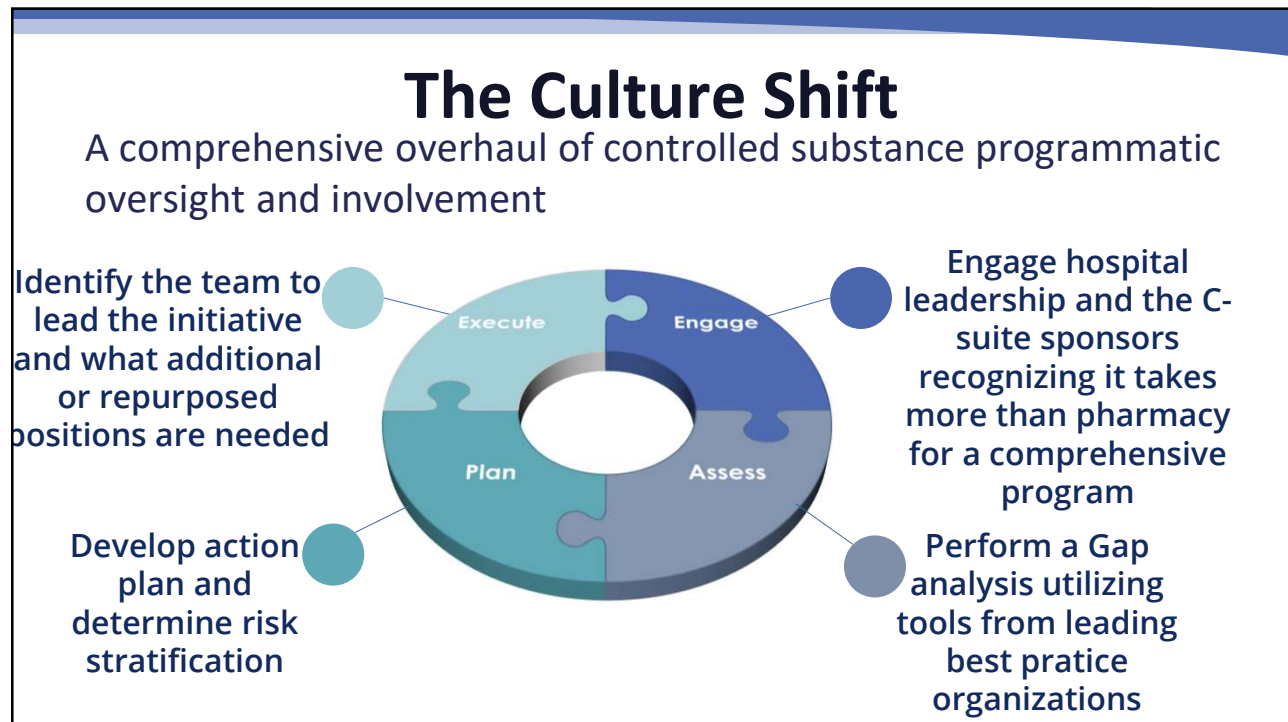 The Culture Shift
A comprehensive overhaul of controlled substance programmatic
oversight and involvement
Identify the team to
lead the initiative
and what additional
or repurposed
positions are needed
Execute
Engage
Engage hospital
leadership and the C-
suite sponsors
recognizing it takes
more than pharmacy
for a comprehensive
program
Plan
Assess
Develop action
plan and
determine risk
stratification
Perform a Gap
analysis utilizing
tools from leading
best pratice
organizations